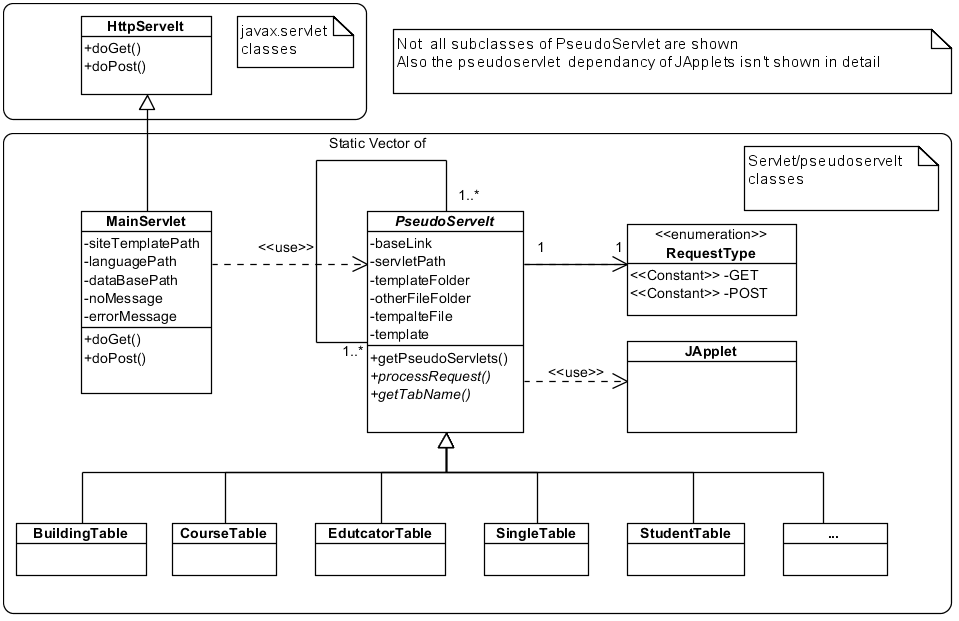 HttpServelt
+doGet()
+doPost()
javax.servlet
classes
Not all subclasses of PseudoServlet are shown
Also the pseudoservlet dependancy of JApplets isn't shown in detail
Servlet/pseudoservelt
classes
Static Vector of
1..*
1..*
MainServlet
-siteTemplatePath
-languagePath
-dataBasePath
-noMessage
-errorMessage
+doGet()
+doPost()
<<use>>
PseudoServelt
-baseLink
-servletPath
-templateFolder
-otherFileFolder
-tempalteFile
-template
+getPseudoServlets()
+processRequest()
+getTabName()
1
1
<<enumeration>>
RequestType
<<Constant>> -GET
<<Constant>> -POST
<<use>>
JApplet
BuildingTable
CourseTable
EdutcatorTable
SingleTable
StudentTable
...